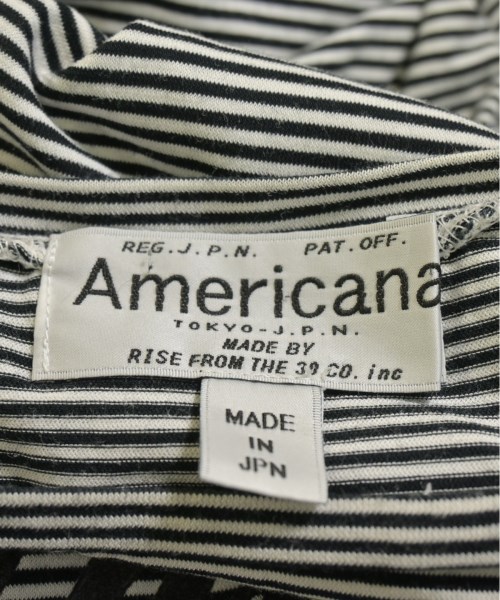 REG.J.P.N. PAT.OFF.
Americana
TOKYO-J.P.N.
MADE BY
RISE FROM THE 39 CO. inc
MADE
IN
JPN